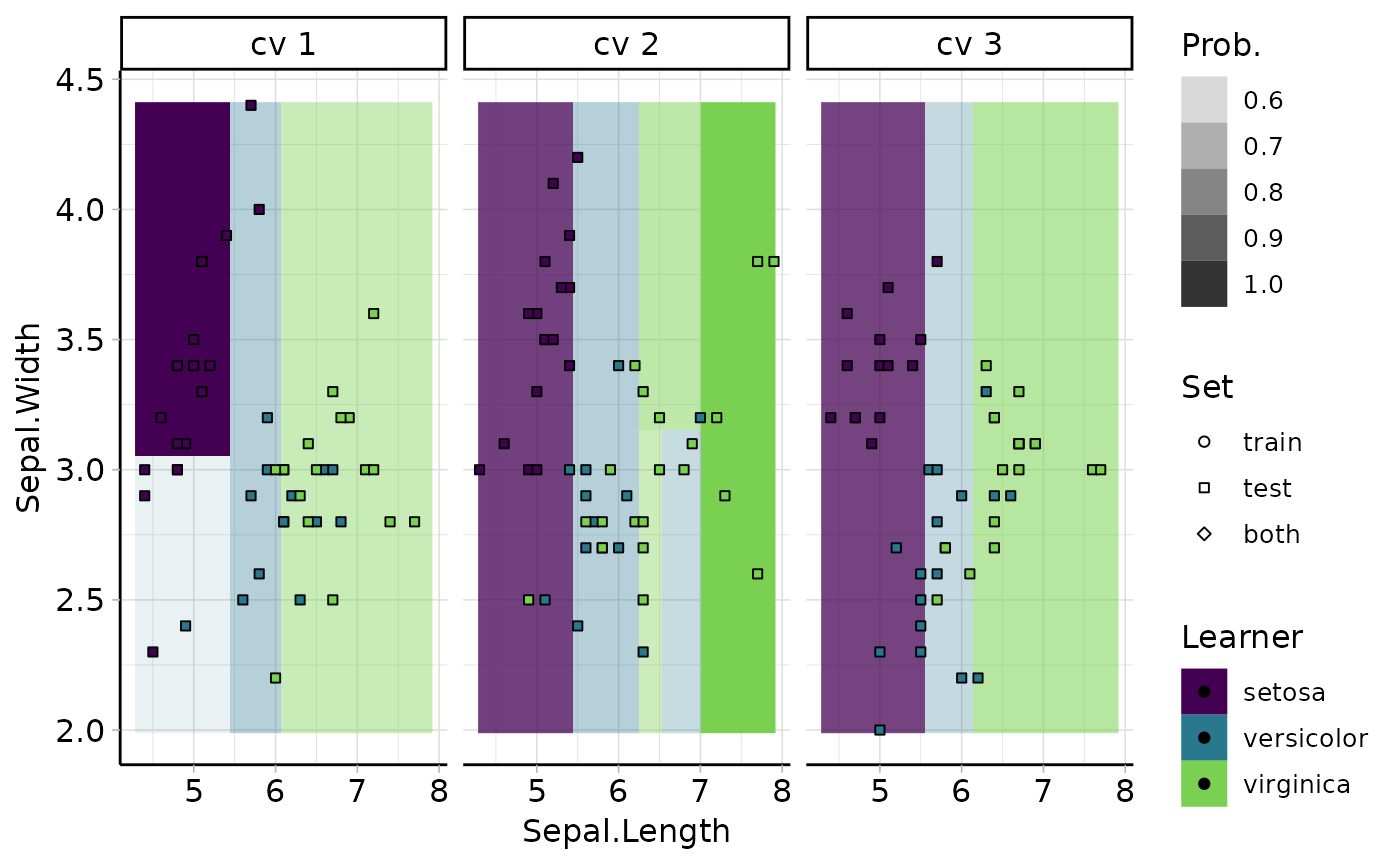 cv 1
cv 2
cv 3
4.5
4.0
3.5
3.0
2.5
2.0
Sepal.Width
5 6 7 8
5 6 7 8
5 6 7 8
Sepal.Length
Prob.
0.6
0.7
0.8
0.9
1.0
Set
train
test
both
Learner
setosa
versicolor
virginica